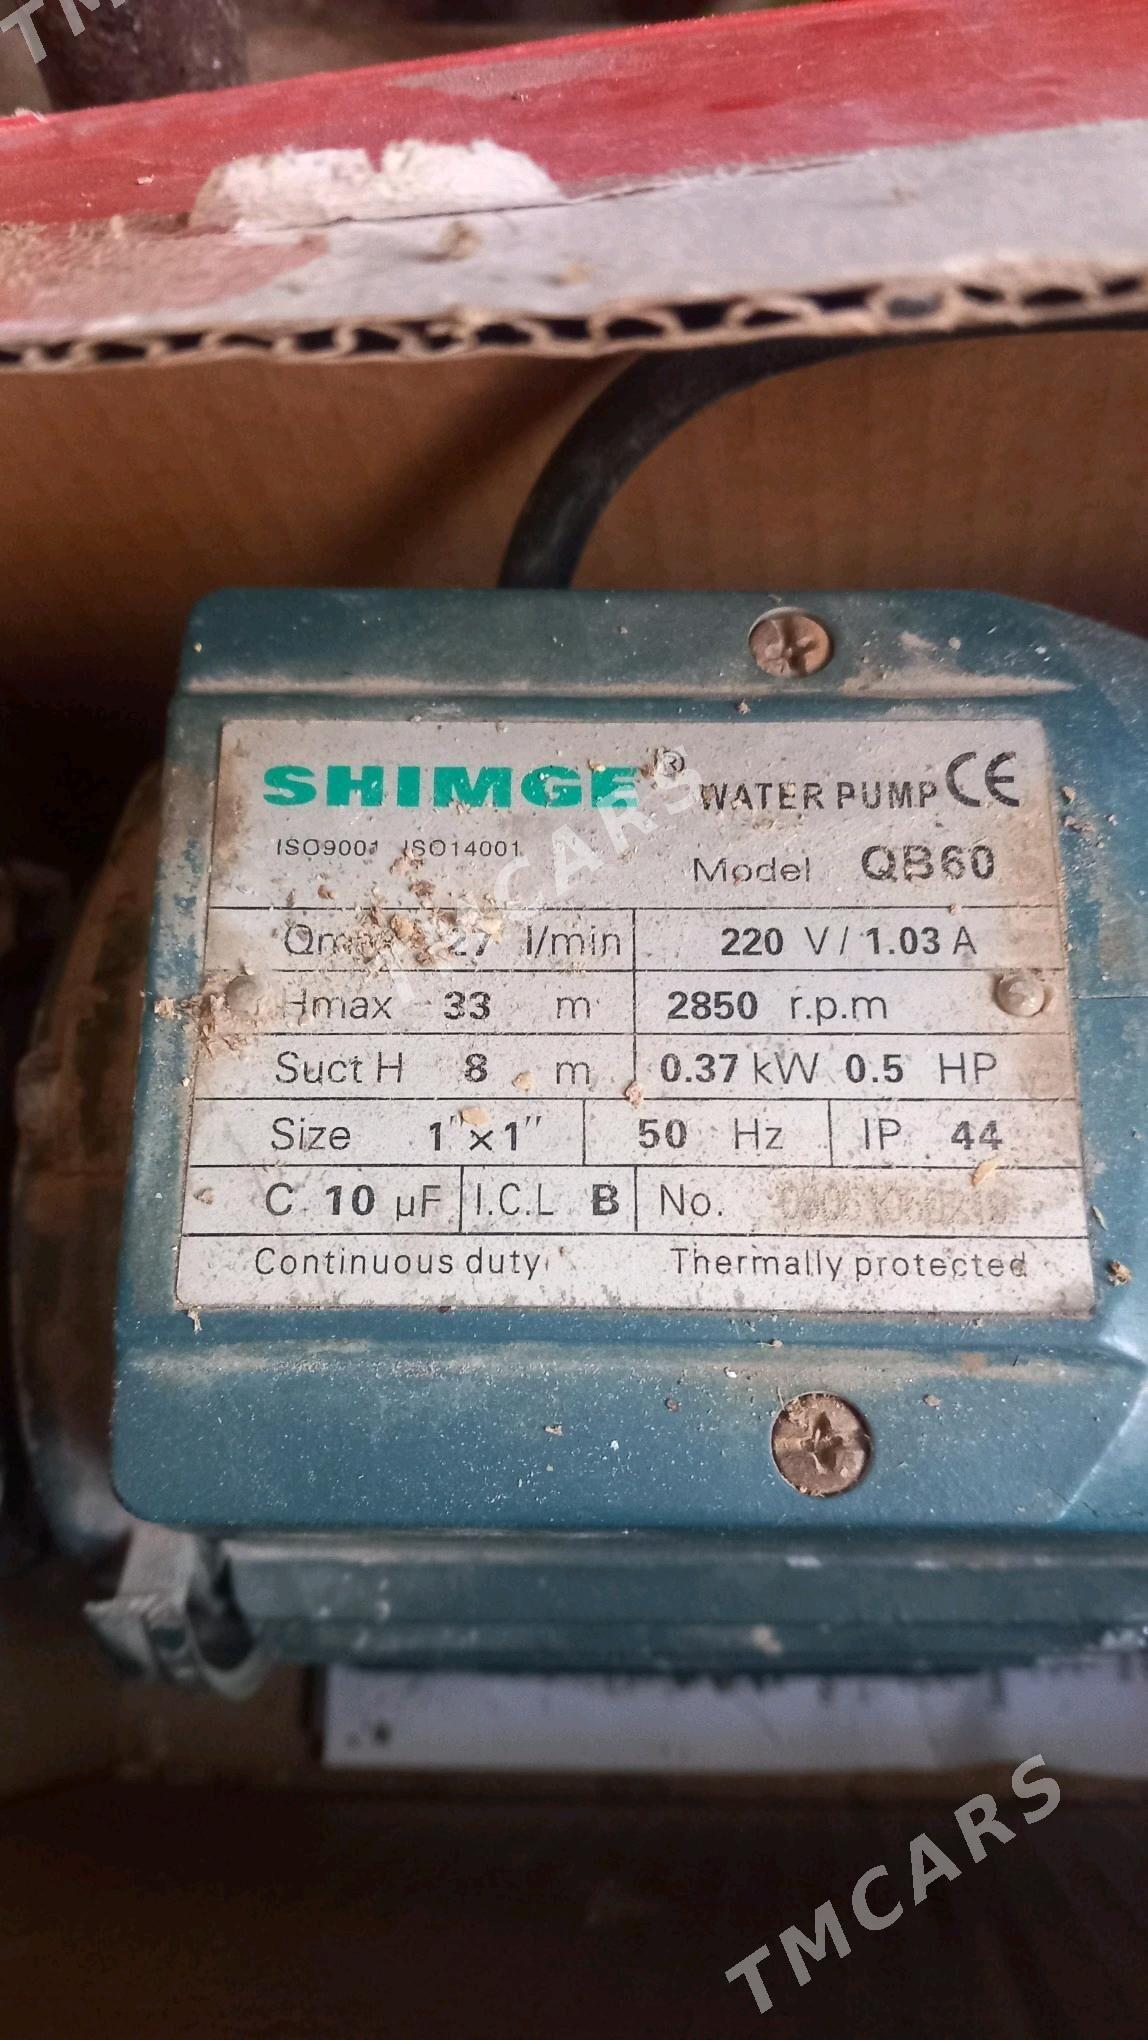 SHIMGE® WATER PUMP CE
ISO9001 ISO14001
Model QB60
Qmax 27 l/min 220 V/1.03 A
Hmax 33 m 2850 r.p.m
Suct H 8 m 0.37 kW 0.5 HP
Size 1"×1" 50 Hz IP 44
C 10 μF I.C.L B No.
Continuous duty Thermally protected
TMCARS
TMCARS